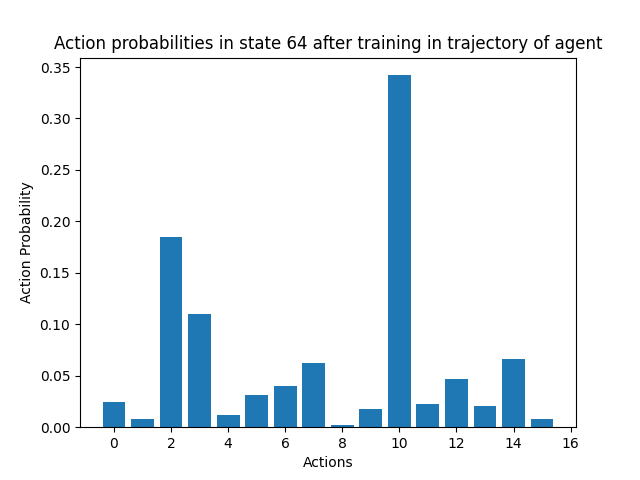 Action probabilities in state 64 after training in trajectory of agent
0.35
0.30
0.25
0.20
0.15
0.10
0.05
0.00
Action Probability
0 2 4 6 8 10 12 14 16
Actions